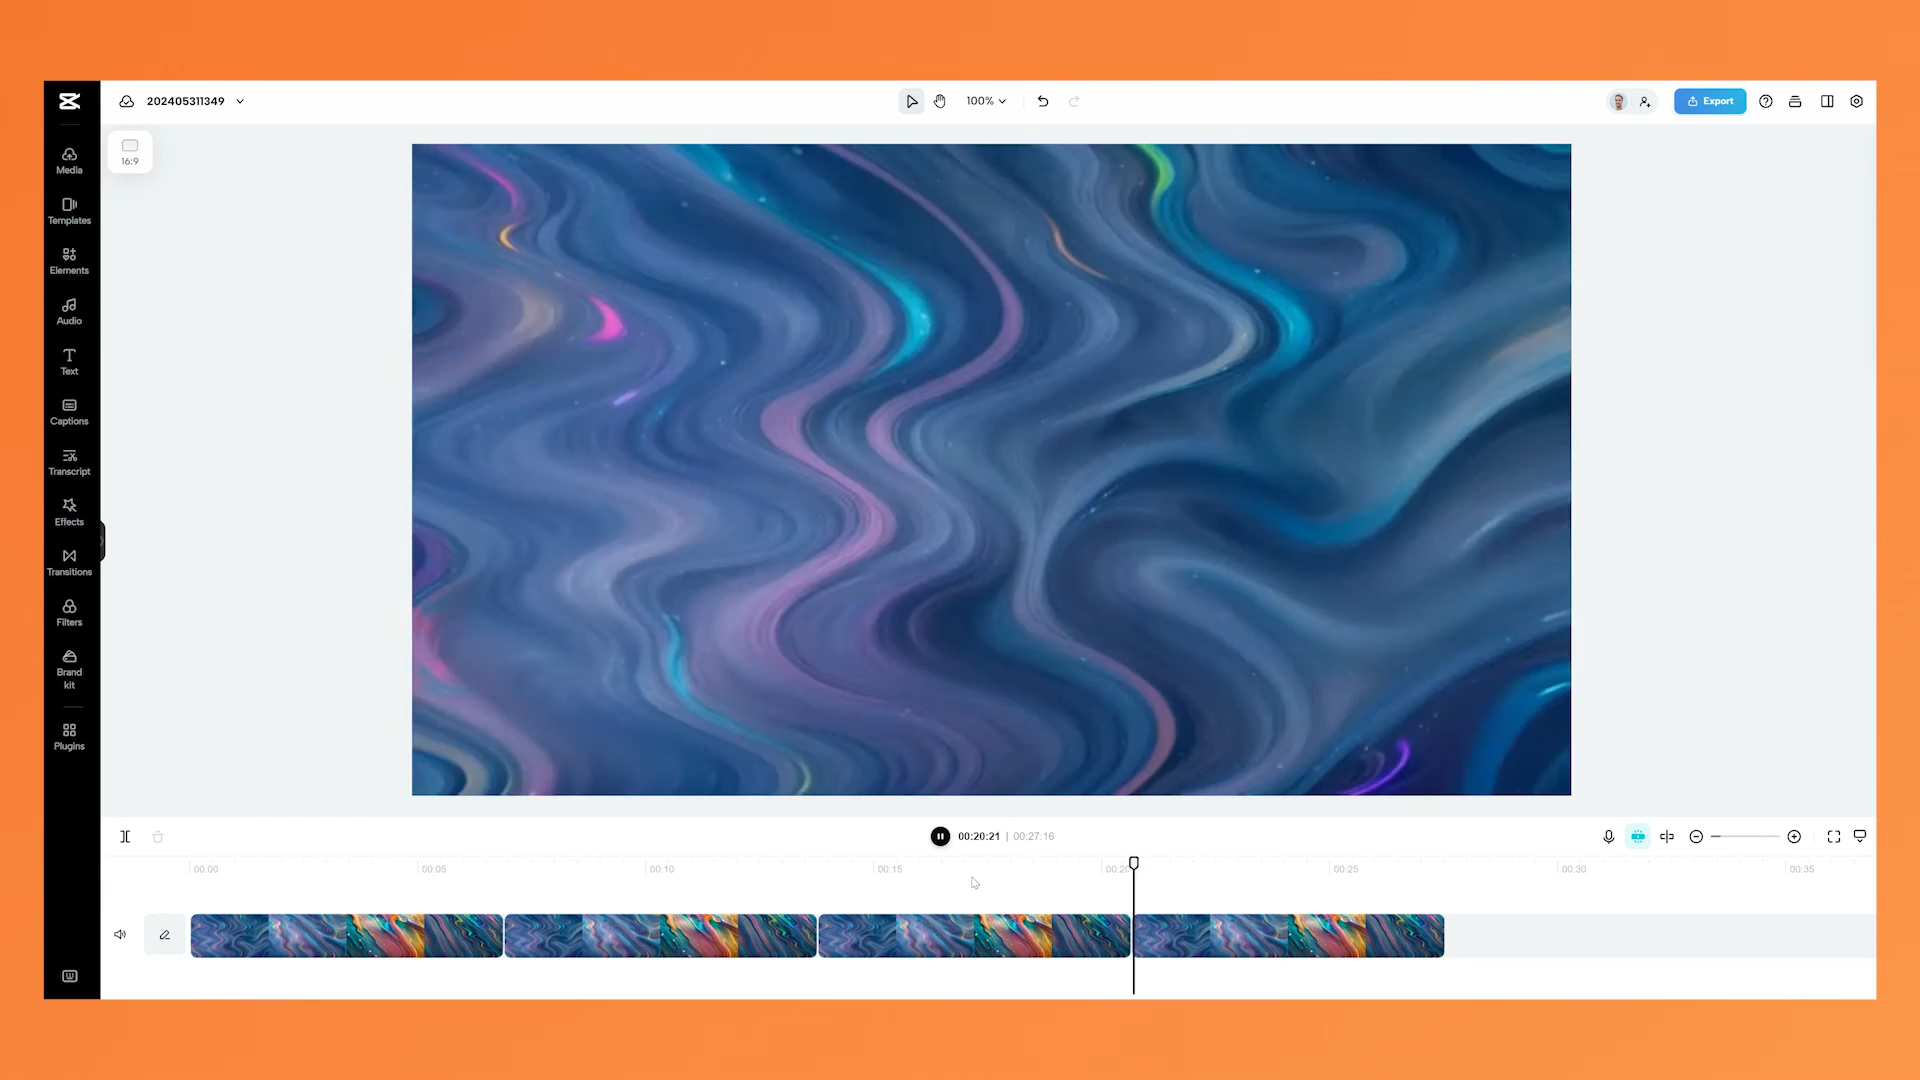 202405311349
100%
Export
16:9
Media
Templates
Elements
Audio
Text
Captions
Transcript
Effects
Transitions
Filters
Brand
kit
Plugins
00:20:21 | 00:27:16
00:00 00:05 00:10 00:15 00:20 00:25 00:30 00:35